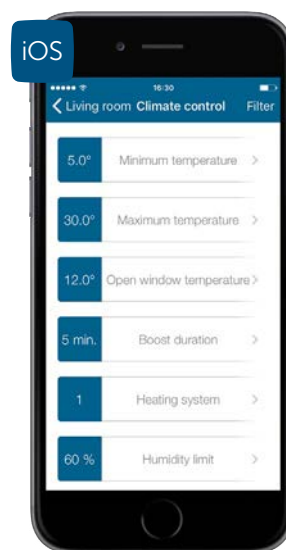 iOS
16:30
Living room Climate control Filter
5.0° Minimum temperature
30.0° Maximum temperature
12.0° Open window temperature
5 min. Boost duration
1 Heating system
60 % Humidity limit